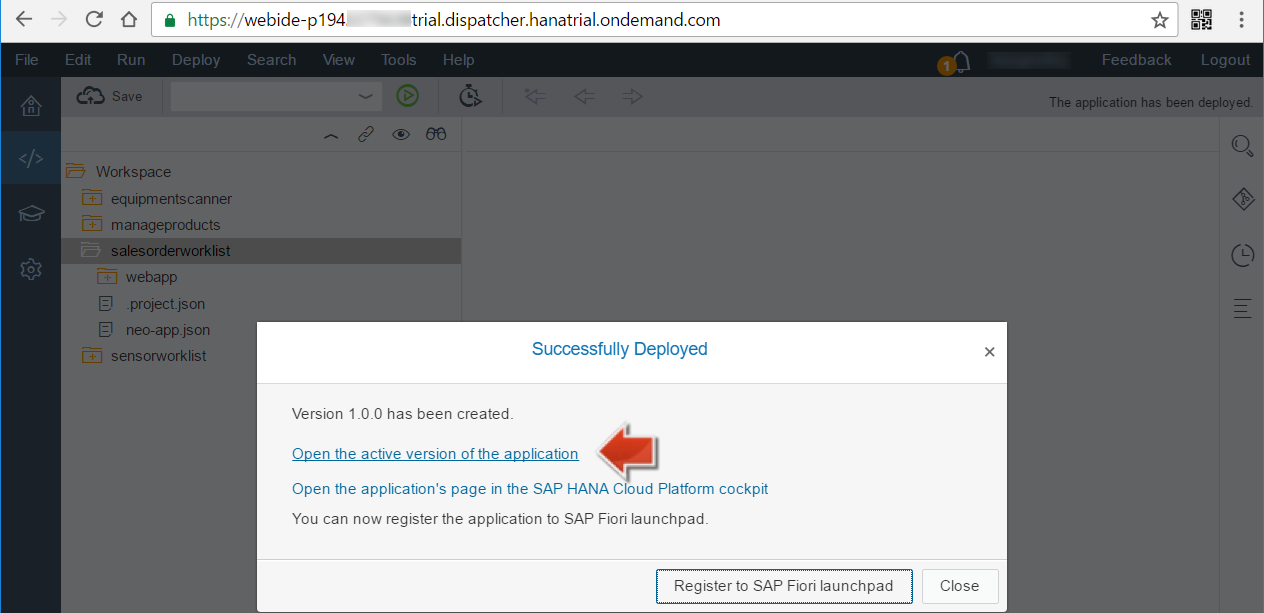 https://webide-p194 trial.dispatcher.hanatrial.ondemand.com
File Edit Run Deploy Search View Tools Help 1 Feedback Logout
Save
The application has been deployed.
Workspace
equipmentscanner
manageproducts
salesorderworklist
webapp
.project.json
neo-app.json
sensorworklist
Successfully Deployed ×
Version 1.0.0 has been created.
Open the active version of the application
Open the application's page in the SAP HANA Cloud Platform cockpit
You can now register the application to SAP Fiori launchpad.
Register to SAP Fiori launchpad Close